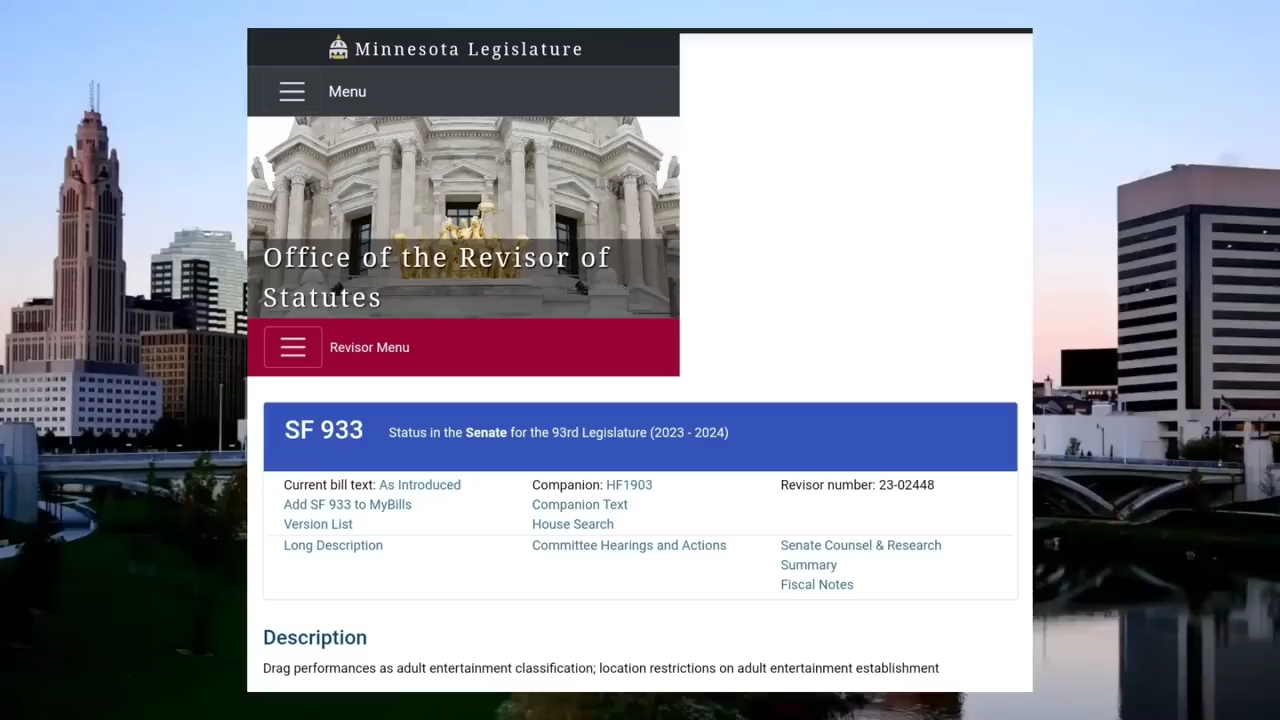 Minnesota Legislature
Menu
Office of the Revisor of
Statutes
Revisor Menu
SF 933 Status in the Senate for the 93rd Legislature (2023 - 2024)
Current bill text: As Introduced Companion: HF1903 Revisor number: 23-02448
Add SF 933 to MyBills Companion Text
Version List House Search
Long Description Committee Hearings and Actions Senate Counsel & Research
Summary
Fiscal Notes
Description
Drag performances as adult entertainment classification; location restrictions on adult entertainment establishment